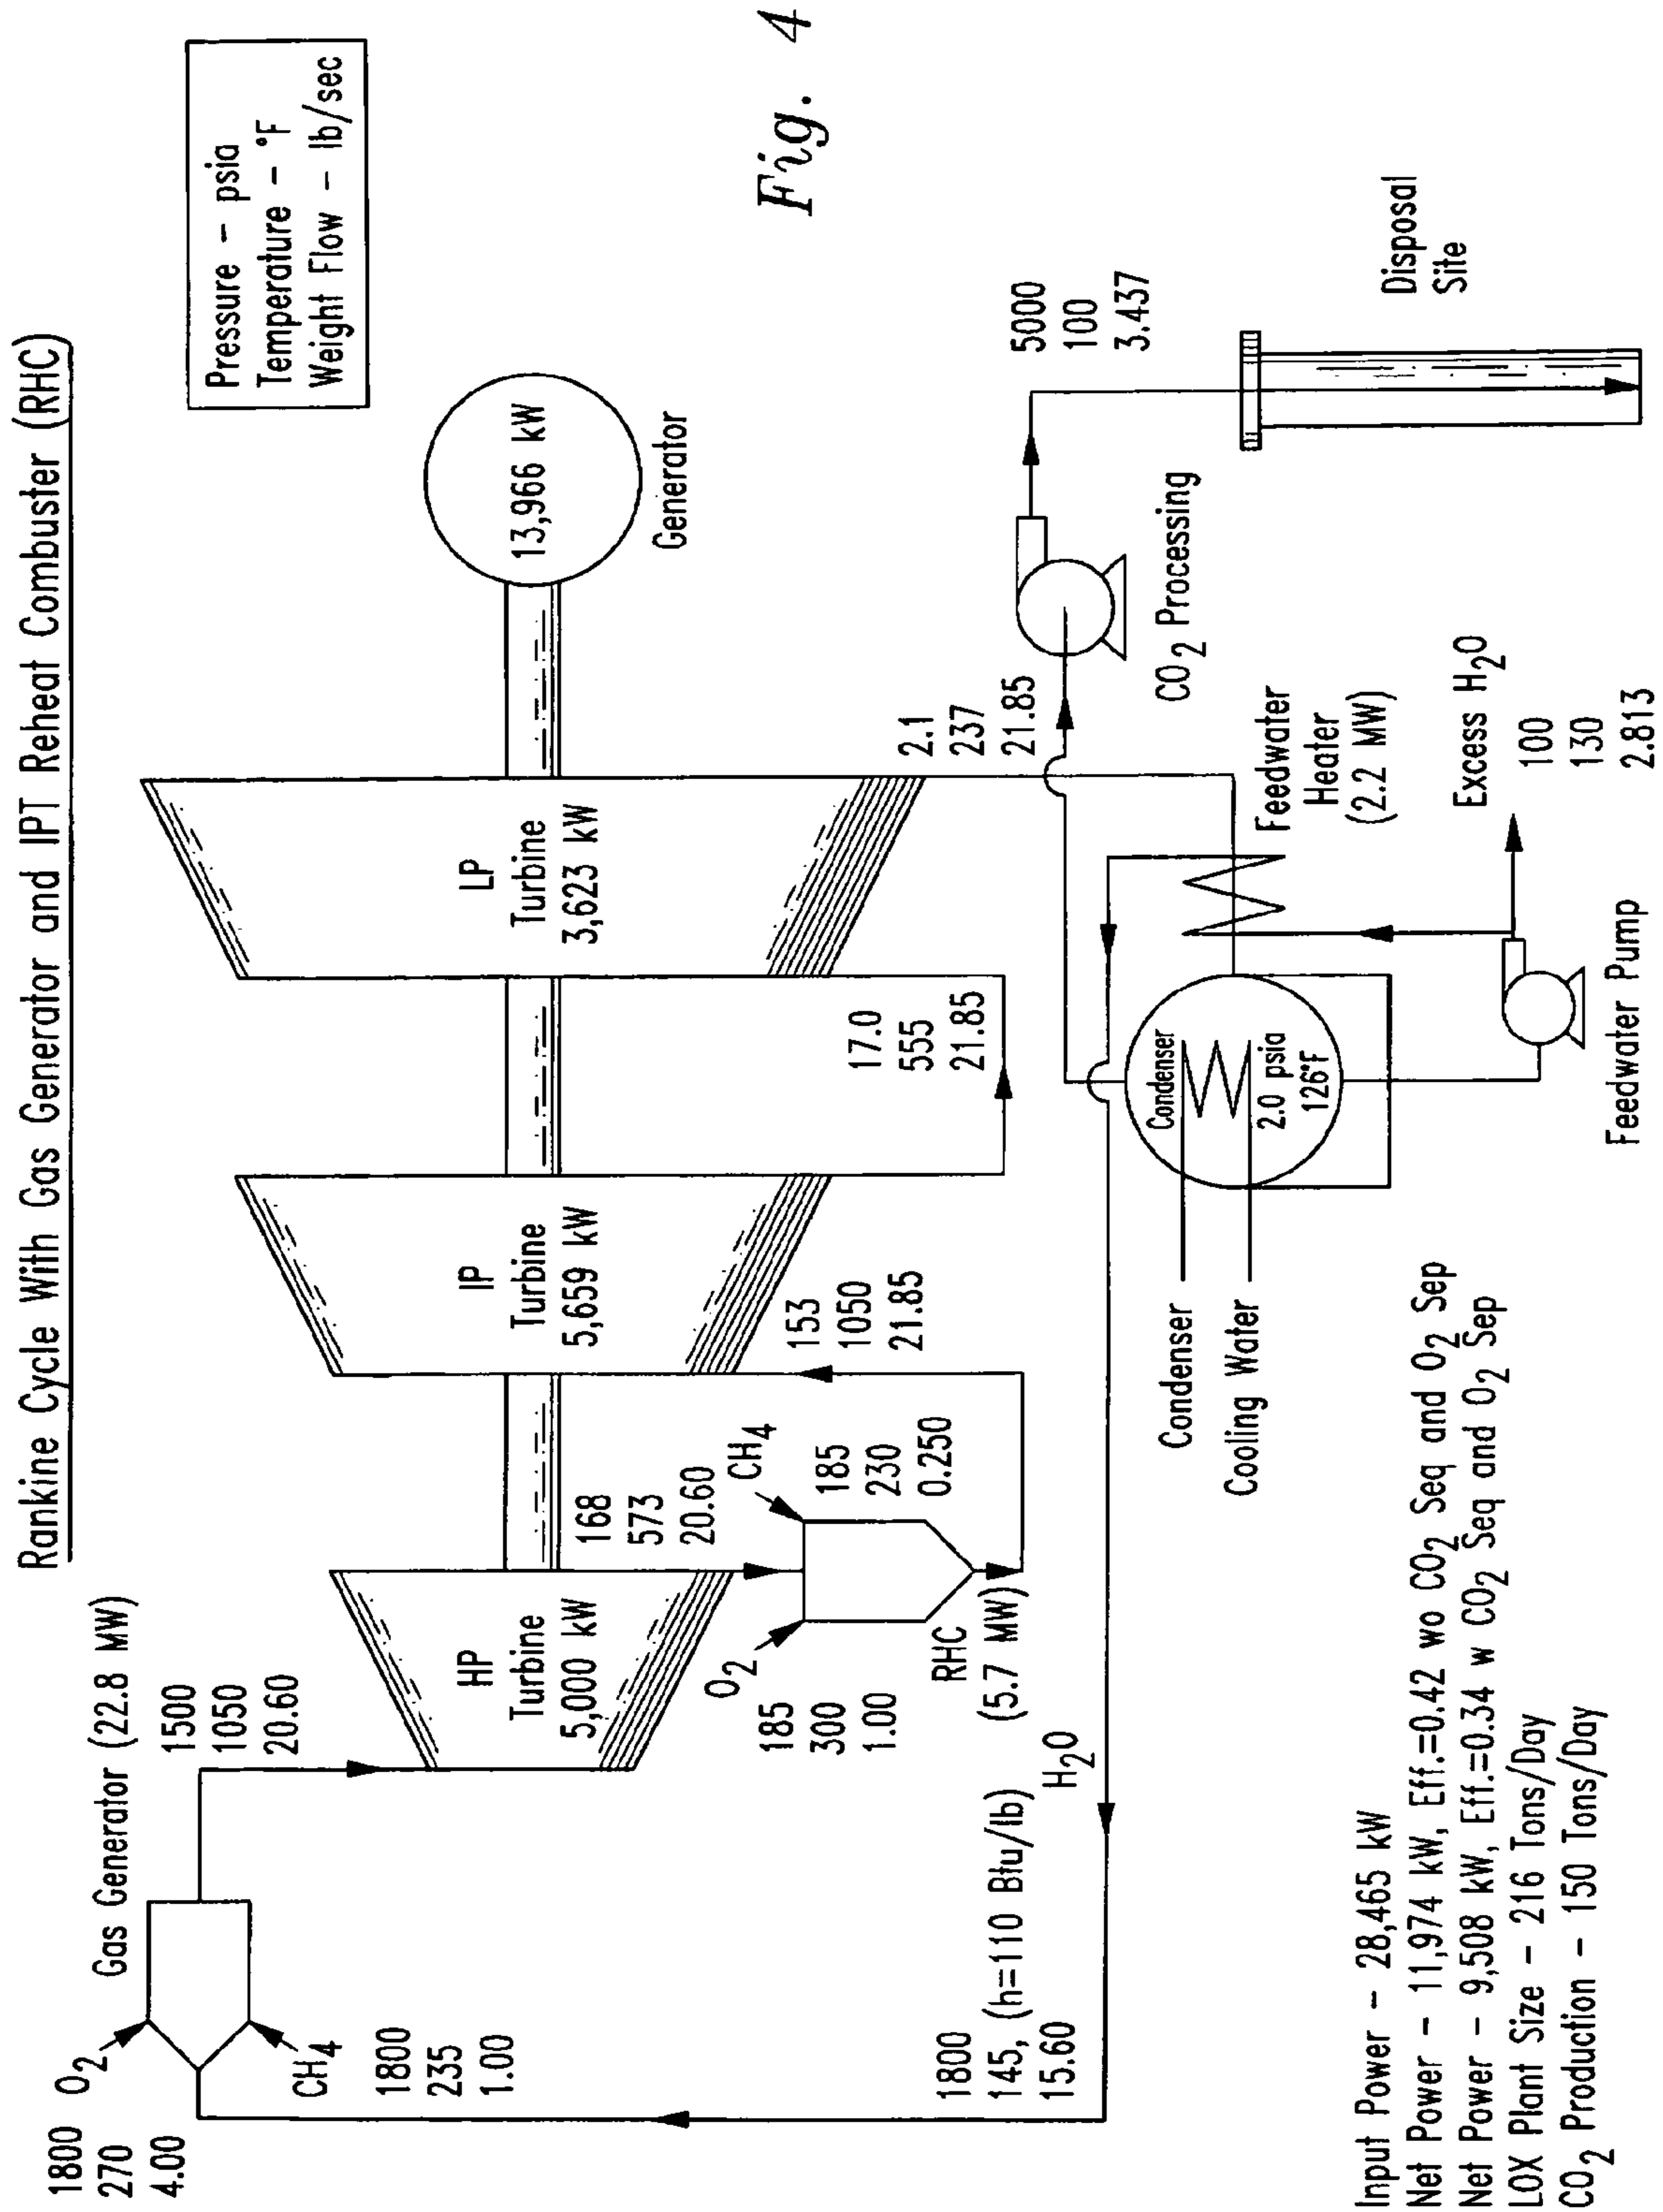 Rankine Cycle With Gas Generator and IPT Reheat Combuster (RHC)
Pressure – psia
Temperature – °F
Weight Flow – lb/sec
1800
270
4.00
O2
Gas Generator (22.8 MW)
CH4
1800
235
1.00
1500
1050
20.60
HP
Turbine
5,000 kW
168
573
20.60
O2
185
300
1.00
CH4
185
230
0.250
RHC
(5.7 MW)
IP
Turbine
5,659 kW
153
1050
21.85
17.0
555
21.85
LP
Turbine
3,623 kW
2.1
237
21.85
13,966 kW
Generator
Fig. 4
5000
100
3.437
CO2 Processing
Disposal
Site
Feedwater
Heater
(2.2 MW)
Excess H2O
100
130
2.813
Feedwater Pump
Condenser
2.0 psia
126°F
Condenser
Cooling Water
H2O
1800
145, (h=110 Btu/lb)
15.60
Input Power – 28,465 kW
Net Power – 11,974 kW, Eff.=0.42 wo CO2 Seq and O2 Sep
Net Power – 9,508 kW, Eff.=0.34 w CO2 Seq and O2 Sep
LOX Plant Size – 216 Tons/Day
CO2 Production – 150 Tons/Day